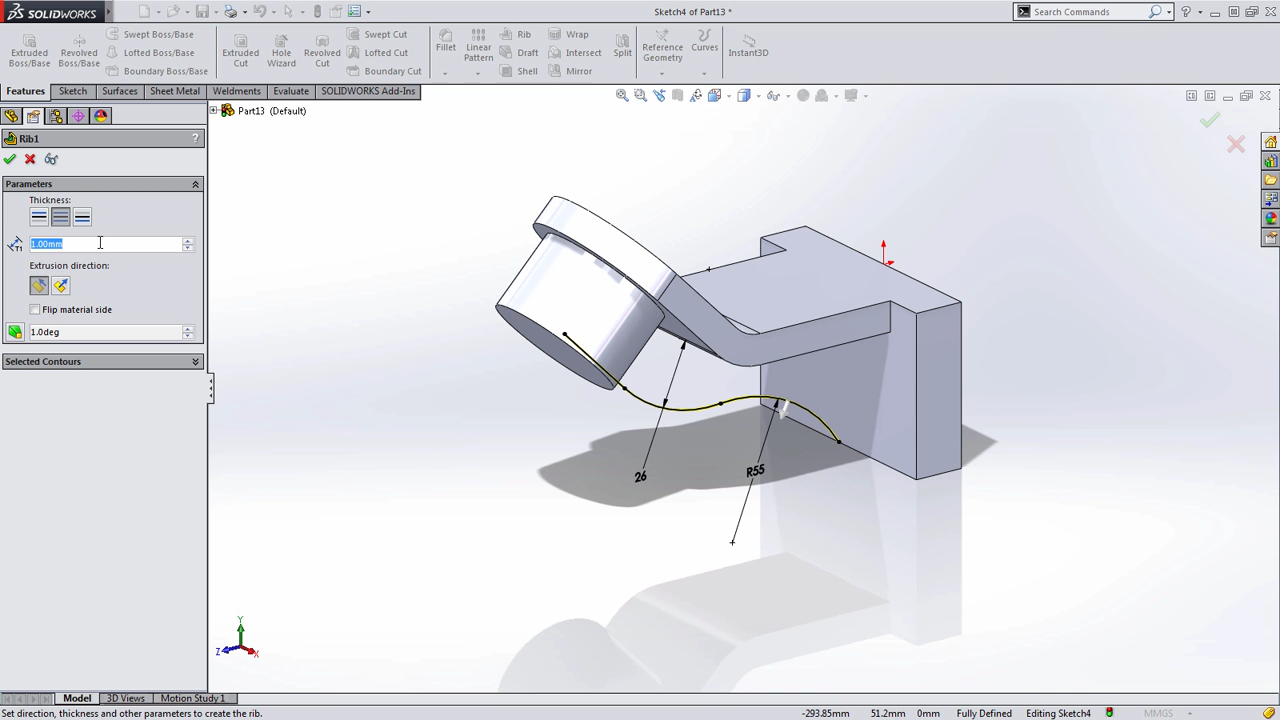 SOLIDWORKS
Sketch4 of Part13 *
Search Commands
Extruded Boss/Base
Revolved Boss/Base
Swept Boss/Base
Lofted Boss/Base
Boundary Boss/Base
Extruded Cut
Hole Wizard
Revolved Cut
Swept Cut
Lofted Cut
Boundary Cut
Fillet
Linear Pattern
Rib
Draft
Shell
Wrap
Intersect
Mirror
Split
Reference Geometry
Curves
Instant3D
Features
Sketch
Surfaces
Sheet Metal
Weldments
Evaluate
SOLIDWORKS Add-Ins
Part13 (Default)
Rib1
?
Parameters
Thickness:
T1
1.00mm
Extrusion direction:
Flip material side
1.0deg
Selected Contours
26
R55
Y
Z
X
Model
3D Views
Motion Study 1
Set direction, thickness and other parameters to create the rib.
-293.85mm
51.2mm
0mm
Fully Defined
Editing Sketch4
MMGS